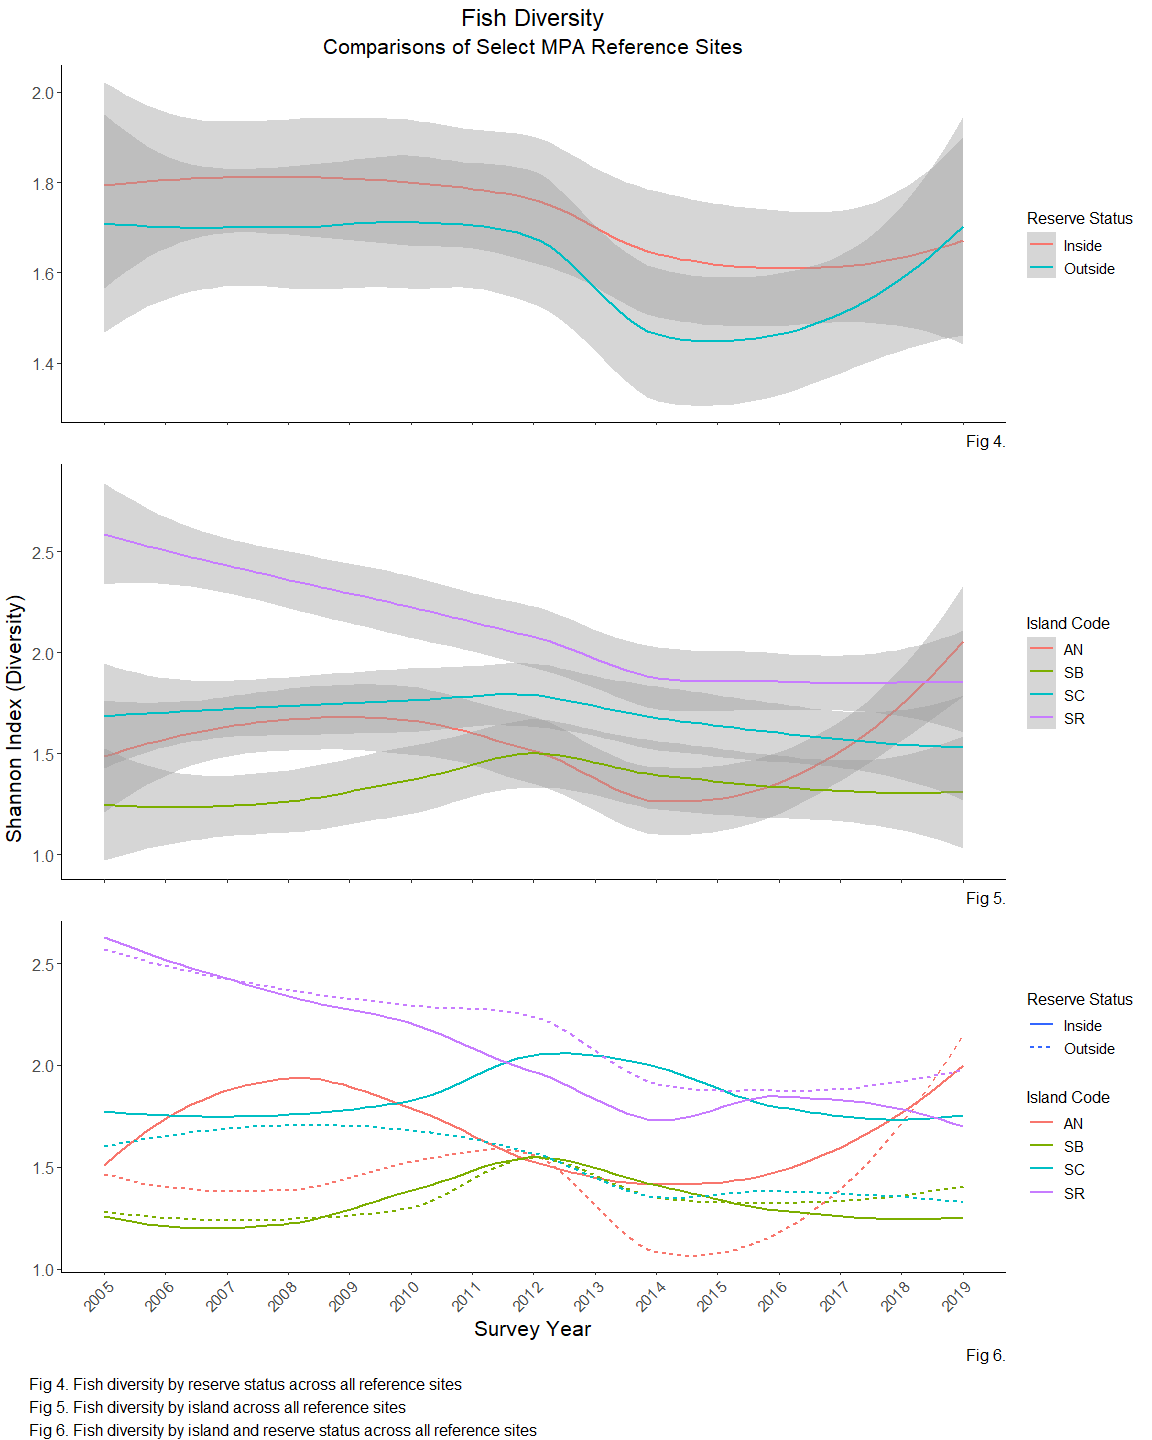 Fish Diversity
Comparisons of Select MPA Reference Sites
2.0
1.8
1.6
1.4
Reserve Status
Inside
Outside
Fig 4.
Shannon Index (Diversity)
2.5
2.0
1.5
1.0
Island Code
AN
SB
SC
SR
Fig 5.
2.5
2.0
1.5
1.0
Reserve Status
Inside
Outside
Island Code
AN
SB
SC
SR
2005 2006 2007 2008 2009 2010 2011 2012 2013 2014 2015 2016 2017 2018 2019
Survey Year
Fig 6.
Fig 4. Fish diversity by reserve status across all reference sites
Fig 5. Fish diversity by island across all reference sites
Fig 6. Fish diversity by island and reserve status across all reference sites